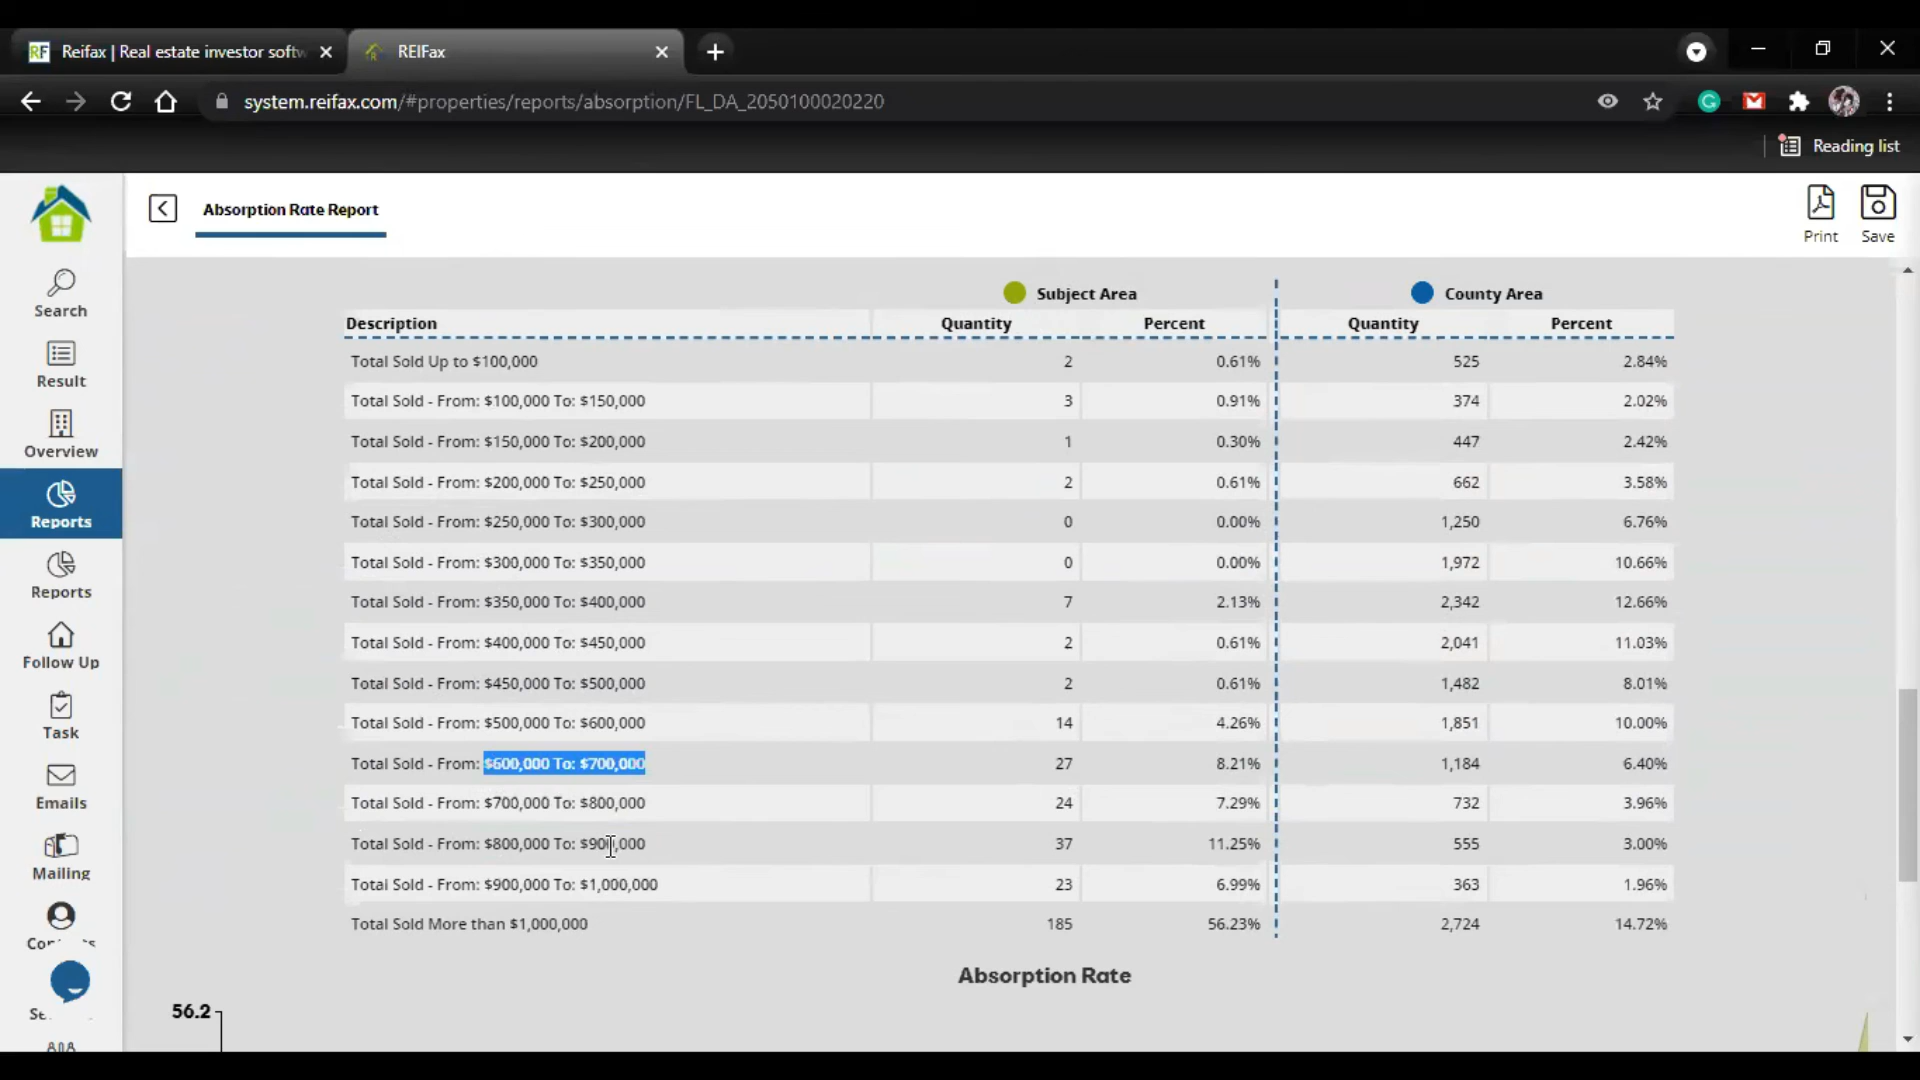 RF Reifax | Real estate investor softw
REIFax
system.reifax.com/#properties/reports/absorption/FL_DA_2050100020220
Reading list
Absorption Rate Report
Print
Save
Search
Result
Overview
Reports
Reports
Follow Up
Task
Emails
Mailing
Subject Area County Area
Description Quantity Percent Quantity Percent
Total Sold Up to $100,000 2 0.61% 525 2.84%
Total Sold - From: $100,000 To: $150,000 3 0.91% 374 2.02%
Total Sold - From: $150,000 To: $200,000 1 0.30% 447 2.42%
Total Sold - From: $200,000 To: $250,000 2 0.61% 662 3.58%
Total Sold - From: $250,000 To: $300,000 0 0.00% 1,250 6.76%
Total Sold - From: $300,000 To: $350,000 0 0.00% 1,972 10.66%
Total Sold - From: $350,000 To: $400,000 7 2.13% 2,342 12.66%
Total Sold - From: $400,000 To: $450,000 2 0.61% 2,041 11.03%
Total Sold - From: $450,000 To: $500,000 2 0.61% 1,482 8.01%
Total Sold - From: $500,000 To: $600,000 14 4.26% 1,851 10.00%
Total Sold - From: $600,000 To: $700,000 27 8.21% 1,184 6.40%
Total Sold - From: $700,000 To: $800,000 24 7.29% 732 3.96%
Total Sold - From: $800,000 To: $900,000 37 11.25% 555 3.00%
Total Sold - From: $900,000 To: $1,000,000 23 6.99% 363 1.96%
Total Sold More than $1,000,000 185 56.23% 2,724 14.72%
Absorption Rate
56.2